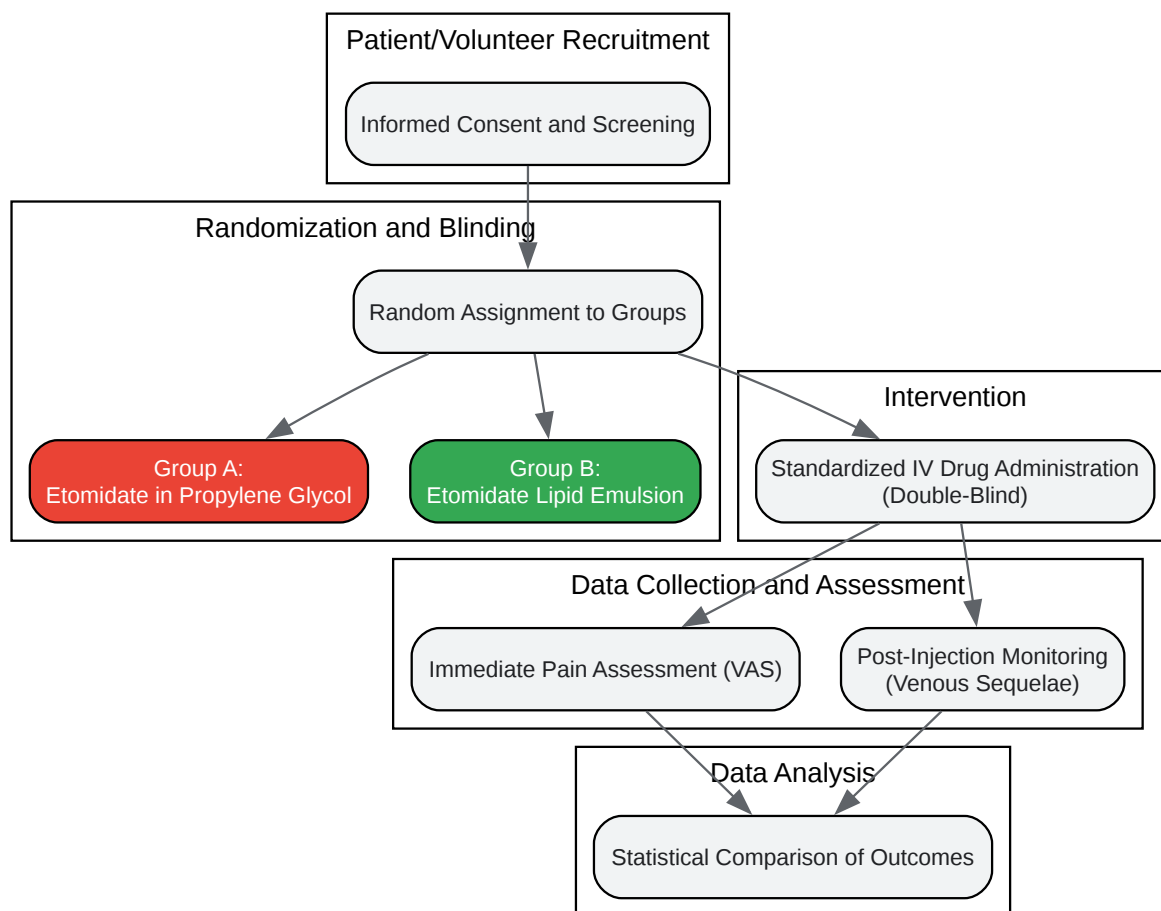 Patient/Volunteer Recruitment
Informed Consent and Screening
Randomization and Blinding
Random Assignment to Groups
Group A:
Etomidate in Propylene Glycol
Group B:
Etomidate Lipid Emulsion
Intervention
Standardized IV Drug Administration
(Double-Blind)
Data Collection and Assessment
Immediate Pain Assessment (VAS)
Post-Injection Monitoring
(Venous Sequelae)
Data Analysis
Statistical Comparison of Outcomes